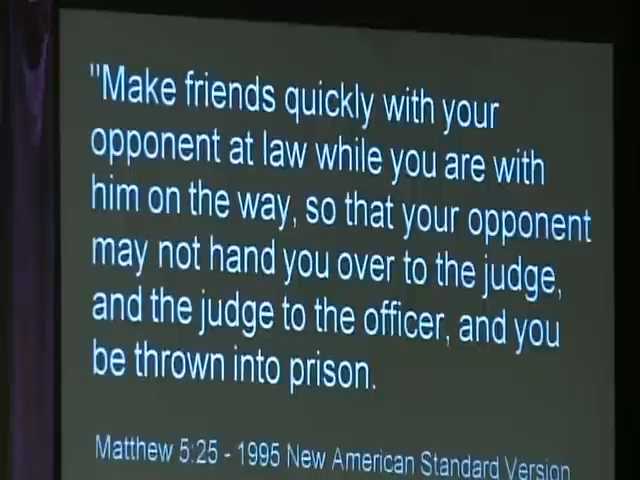 "Make friends quickly with your
opponent at law while you are with
him on the way, so that your opponent
may not hand you over to the judge,
and the judge to the officer, and you
be thrown into prison.
Matthew 5:25 - 1995 New American Standard Version